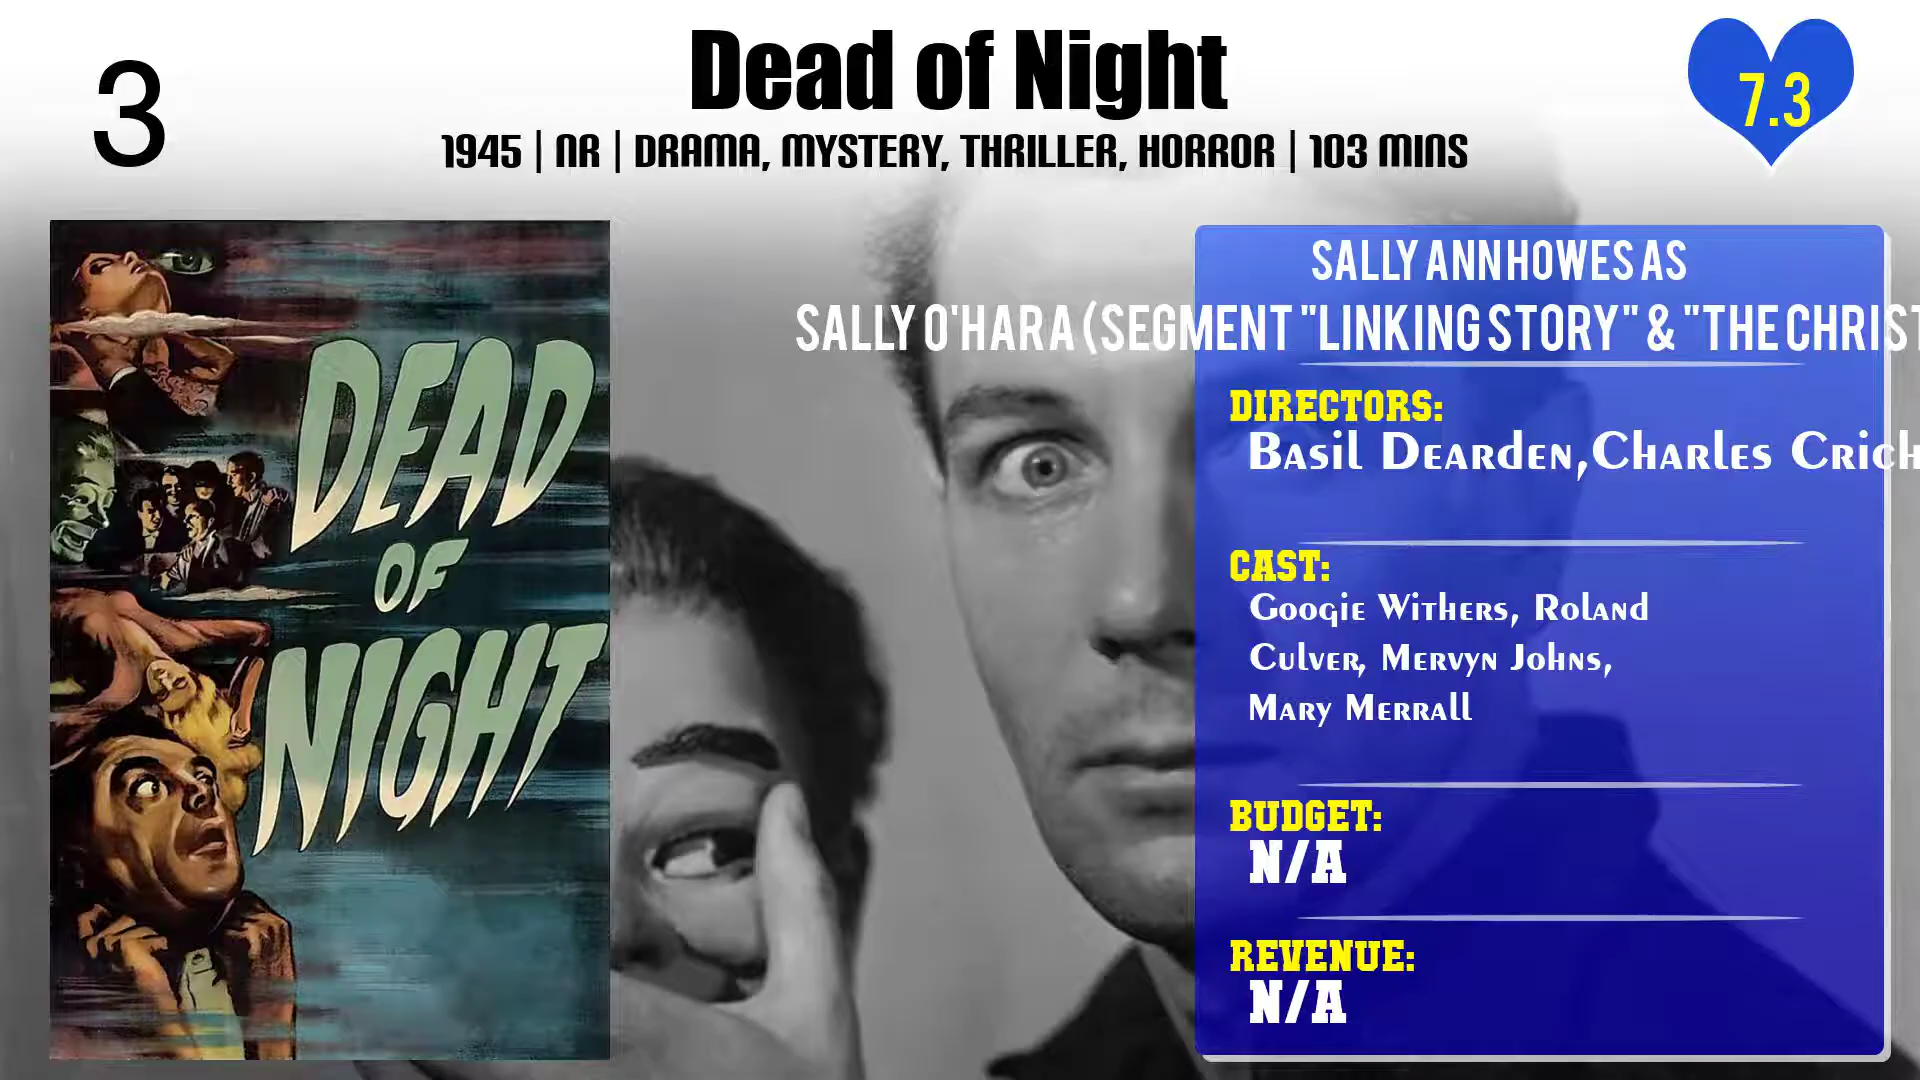 3
Dead of Night
7.3
1945 | NR | DRAMA, MYSTERY, THRILLER, HORROR | 103 MINS
DEAD
OF
NIGHT
SALLY ANN HOWES AS
SALLY O'HARA (SEGMENT "LINKING STORY" & "THE CHRIST
DIRECTORS:
Basil Dearden,Charles Crich
CAST:
Googie Withers, Roland
Culver, Mervyn Johns,
Mary Merrall
BUDGET:
N/A
REVENUE:
N/A